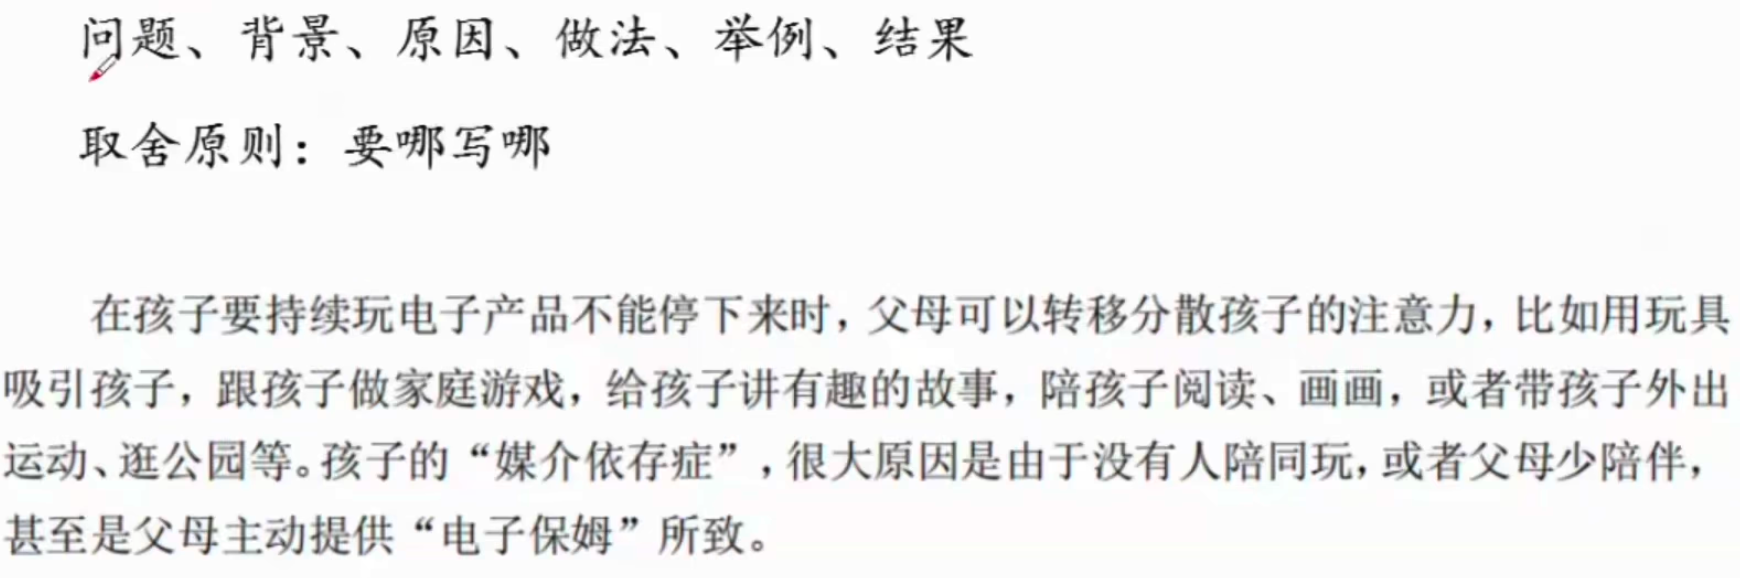 问题、背景、原因、做法、举例、结果
取舍原则：要哪写哪
在孩子要持续玩电子产品不能停下来时，父母可以转移分散孩子的注意力，比如用玩具
吸引孩子，跟孩子做家庭游戏，给孩子讲有趣的故事，陪孩子阅读、画画，或者带孩子外出
运动、逛公园等。孩子的“媒介依存症”，很大原因是由于没有人陪同玩，或者父母少陪伴，
甚至是父母主动提供“电子保姆”所致。